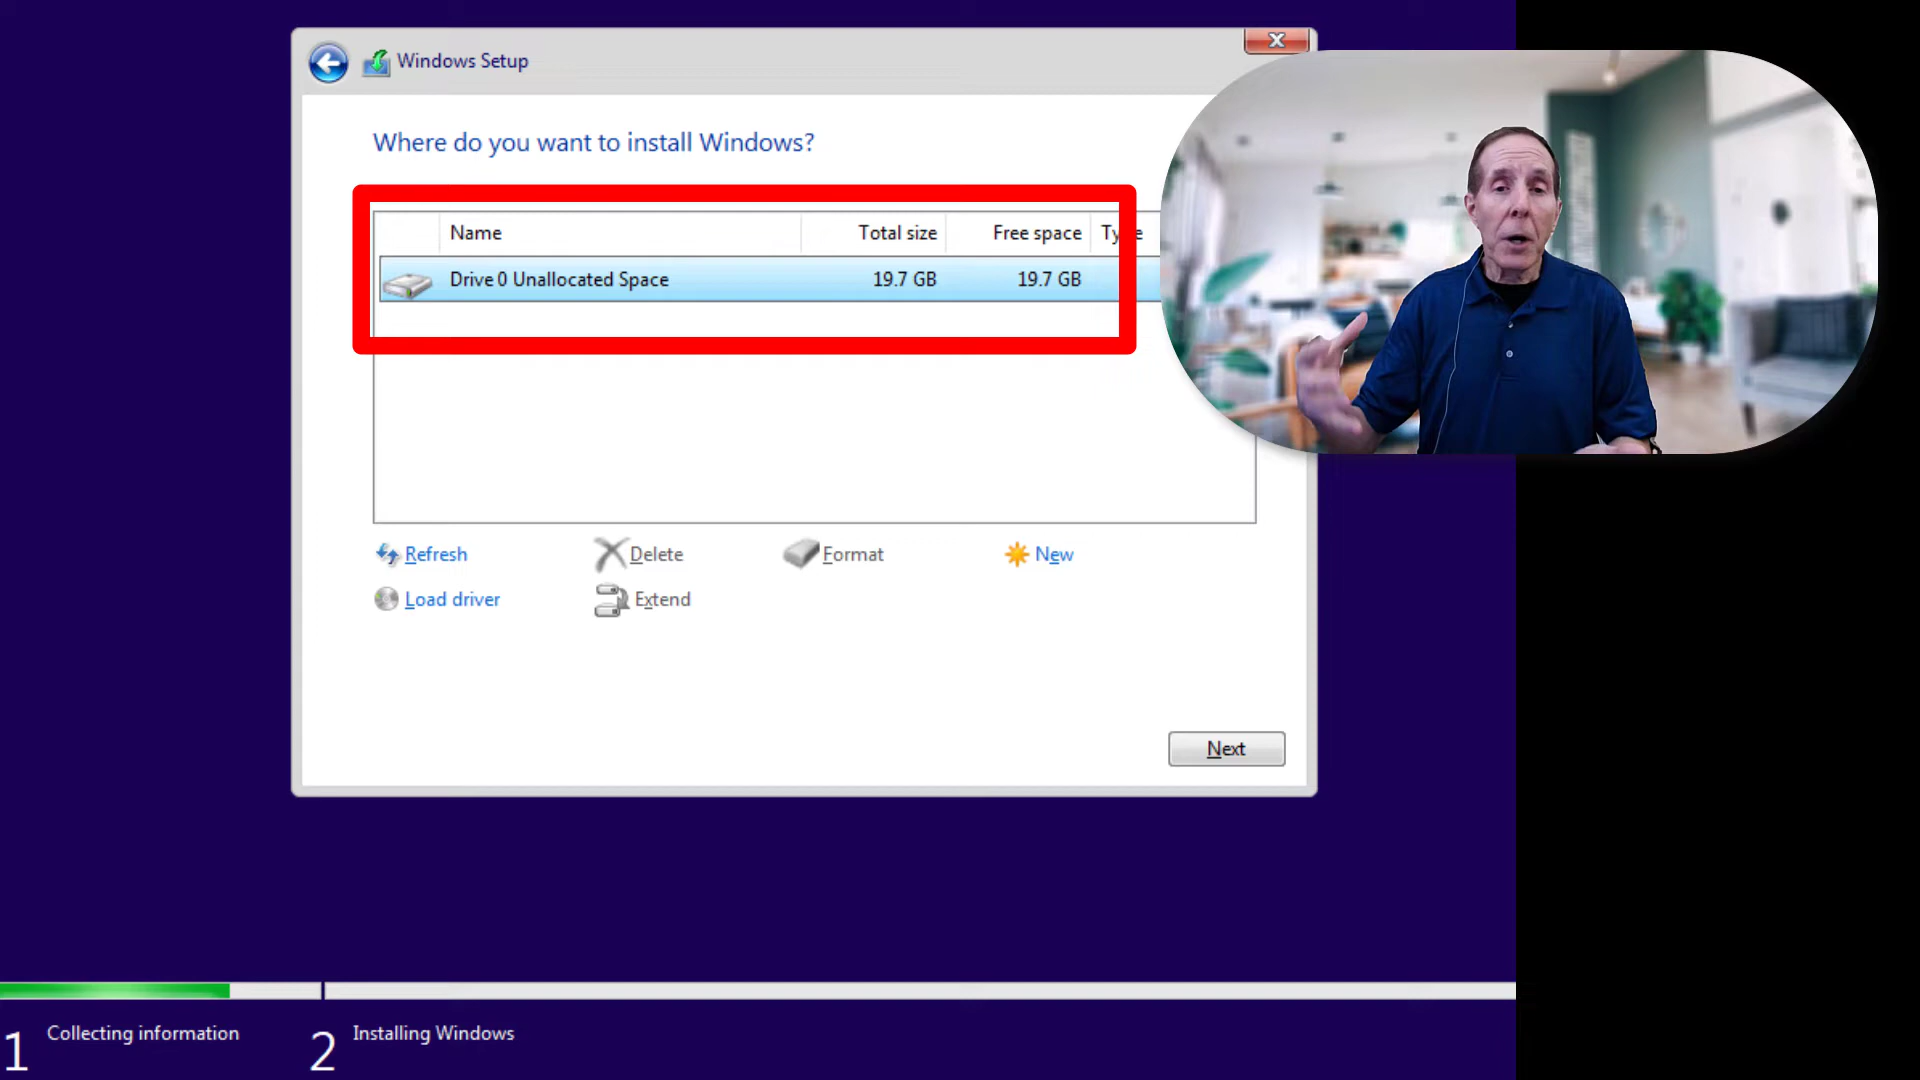 Windows Setup
Where do you want to install Windows?
Name Total size Free space
Drive 0 Unallocated Space 19.7 GB 19.7 GB
Refresh Delete Format New
Load driver Extend
Next
1 Collecting information 2 Installing Windows